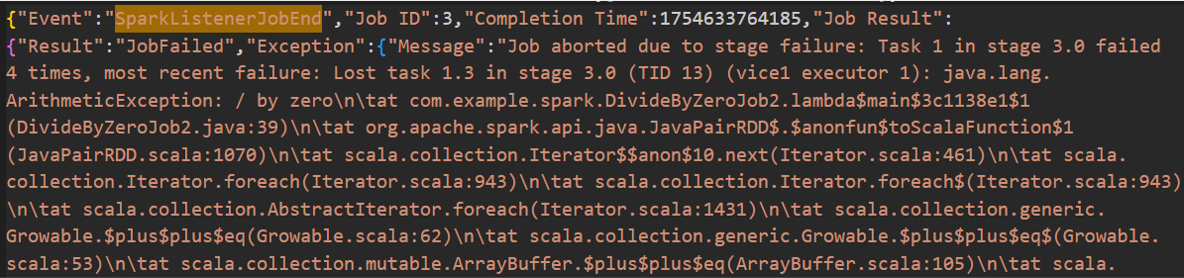 {"Event":"SparkListenerJobEnd","Job ID":3,"Completion Time":1754633764185,"Job Result":
{"Result":"JobFailed","Exception":{"Message":"Job aborted due to stage failure: Task 1 in stage 3.0 failed
4 times, most recent failure: Lost task 1.3 in stage 3.0 (TID 13) (vice1 executor 1): java.lang.
ArithmeticException: / by zero\n\tat com.example.spark.DivideByZeroJob2.lambda$main$3c1138e1$1
(DivideByZeroJob2.java:39)\n\tat org.apache.spark.api.java.JavaPairRDD$.$anonfun$toScalaFunction$1
(JavaPairRDD.scala:1070)\n\tat scala.collection.Iterator$$anon$10.next(Iterator.scala:461)\n\tat scala.
collection.Iterator.foreach(Iterator.scala:943)\n\tat scala.collection.Iterator.foreach$(Iterator.scala:943)
\n\tat scala.collection.AbstractIterator.foreach(Iterator.scala:1431)\n\tat scala.collection.generic.
Growable.$plus$plus$eq(Growable.scala:62)\n\tat scala.collection.generic.Growable.$plus$plus$eq$(Growable.
scala:53)\n\tat scala.collection.mutable.ArrayBuffer.$plus$plus$eq(ArrayBuffer.scala:105)\n\tat scala.